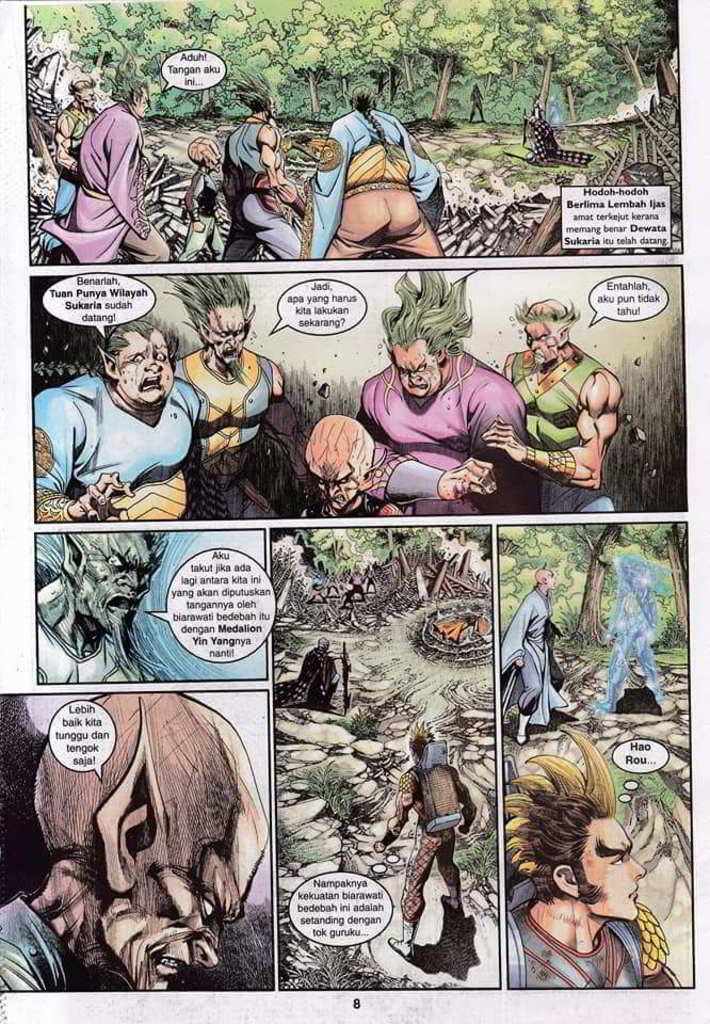 Aduh!
Tangan aku
ini...
Hodoh-hodoh
Berlima Lembah Ijas
amat terkejut kerana
memang benar Dewata
Sukaria itu telah datang.
Benarlah,
Tuan Punya Wilayah
Sukaria sudah
datang!
Jadi,
apa yang harus
kita lakukan
sekarang?
Entahlah,
aku pun tidak
tahu!
Aku
takut jika ada
lagi antara kita ini
yang akan diputuskan
tangannya oleh
biarawati bedebah itu
dengan Medalion
Yin Yangnya
nanti!
Lebih
baik kita
tunggu dan
tengok
saja!
Nampaknya
kekuatan biarawati
bedebah ini adalah
setanding dengan
tok guruku...
Hao
Rou...
8